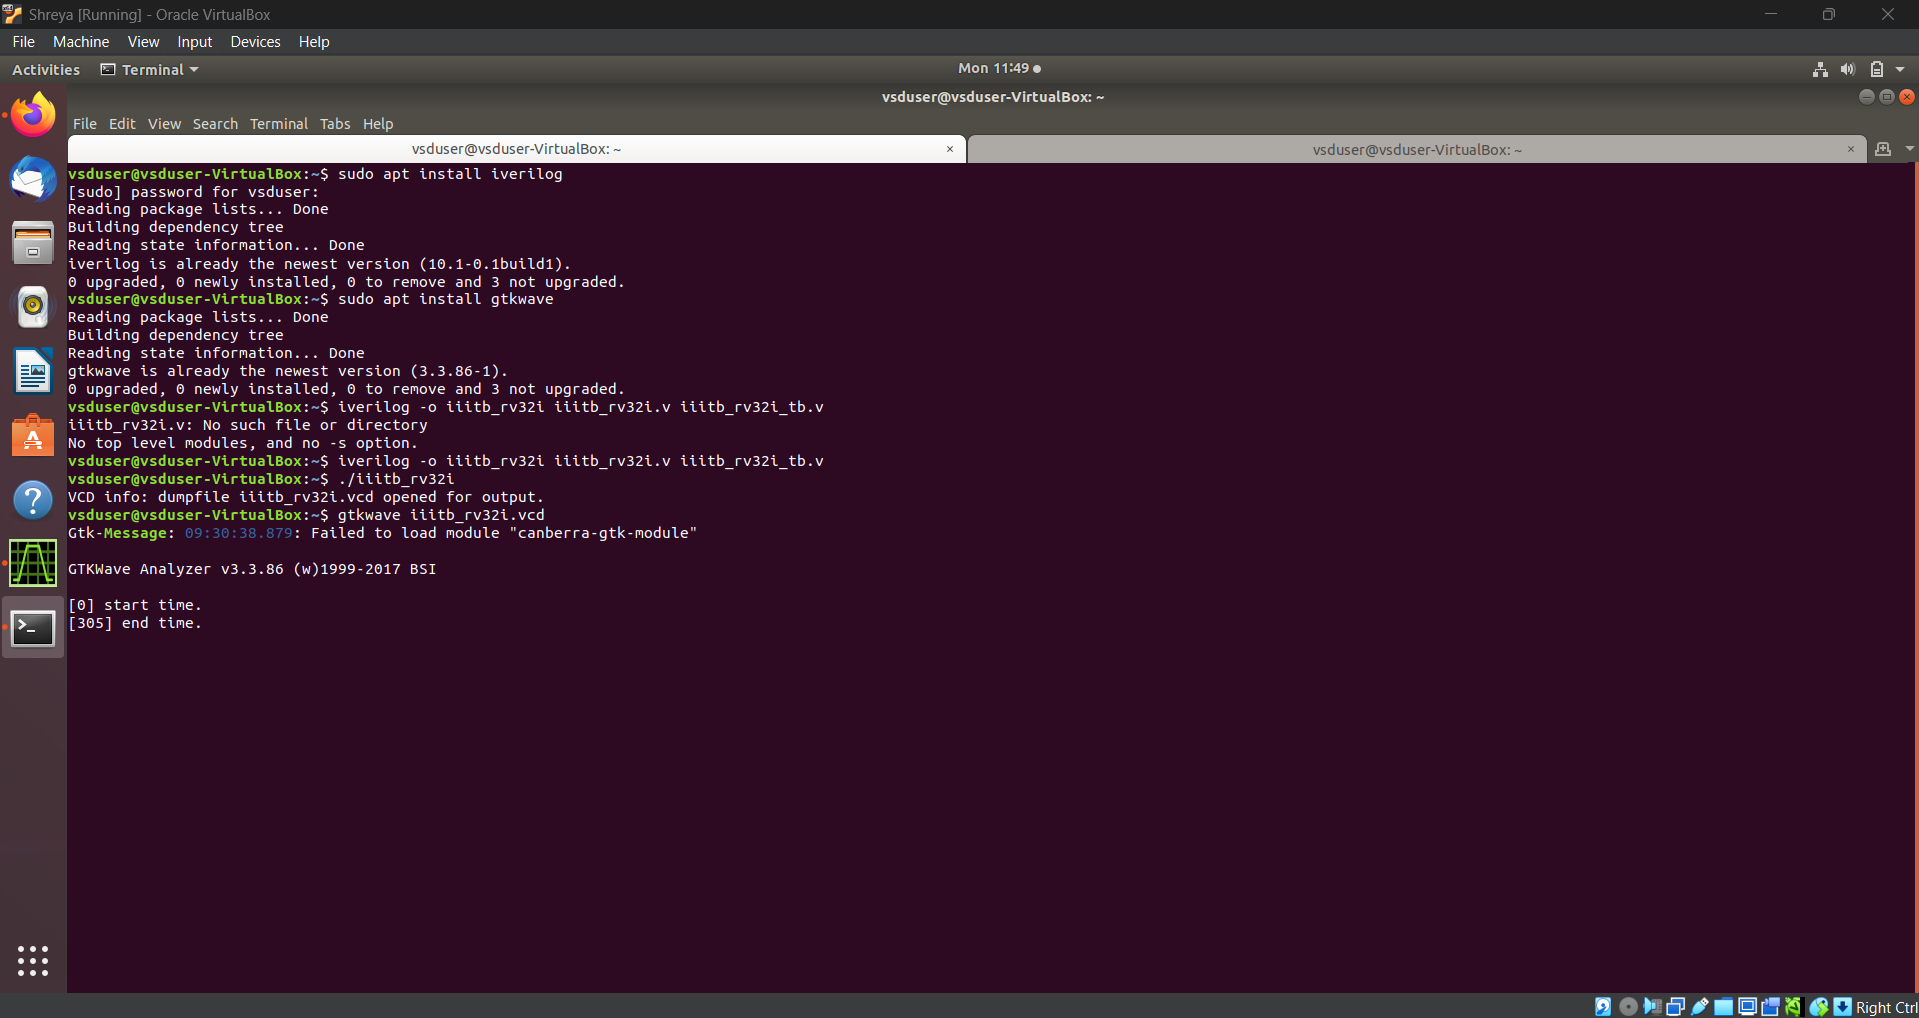 Shreya [Running] - Oracle VirtualBox
File Machine View Input Devices Help
Activities Terminal Mon 11:49
vsduser@vsduser-VirtualBox: ~
File Edit View Search Terminal Tabs Help
vsduser@vsduser-VirtualBox: ~ × vsduser@vsduser-VirtualBox: ~ ×
vsduser@vsduser-VirtualBox:~$ sudo apt install iverilog
[sudo] password for vsduser:
Reading package lists... Done
Building dependency tree
Reading state information... Done
iverilog is already the newest version (10.1-0.1build1).
0 upgraded, 0 newly installed, 0 to remove and 3 not upgraded.
vsduser@vsduser-VirtualBox:~$ sudo apt install gtkwave
Reading package lists... Done
Building dependency tree
Reading state information... Done
gtkwave is already the newest version (3.3.86-1).
0 upgraded, 0 newly installed, 0 to remove and 3 not upgraded.
vsduser@vsduser-VirtualBox:~$ iverilog -o iiitb_rv32i iiitb_rv32i.v iiitb_rv32i_tb.v
iiitb_rv32i.v: No such file or directory
No top level modules, and no -s option.
vsduser@vsduser-VirtualBox:~$ iverilog -o iiitb_rv32i iiitb_rv32i.v iiitb_rv32i_tb.v
vsduser@vsduser-VirtualBox:~$ ./iiitb_rv32i
VCD info: dumpfile iiitb_rv32i.vcd opened for output.
vsduser@vsduser-VirtualBox:~$ gtkwave iiitb_rv32i.vcd
Gtk-Message: 09:30:38.879: Failed to load module "canberra-gtk-module"
GTKWave Analyzer v3.3.86 (w)1999-2017 BSI
[0] start time.
[305] end time.
Right Ctrl